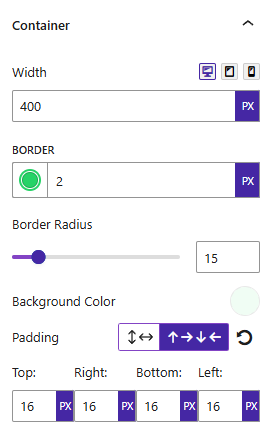 Container
Width
400 PX
BORDER
2 PX
Border Radius
15
Background Color
Padding
Top: Right: Bottom: Left:
16 PX 16 PX 16 PX 16 PX